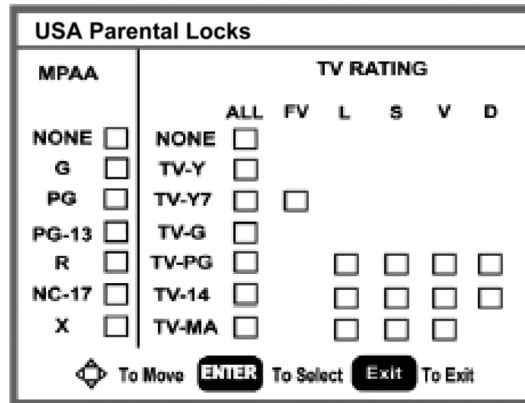 USA Parental Locks
MPAA
TV RATING
ALL FV L S V D
NONE NONE
G TV-Y
PG TV-Y7
PG-13 TV-G
R TV-PG
NC-17 TV-14
X TV-MA
To Move ENTER To Select Exit To Exit